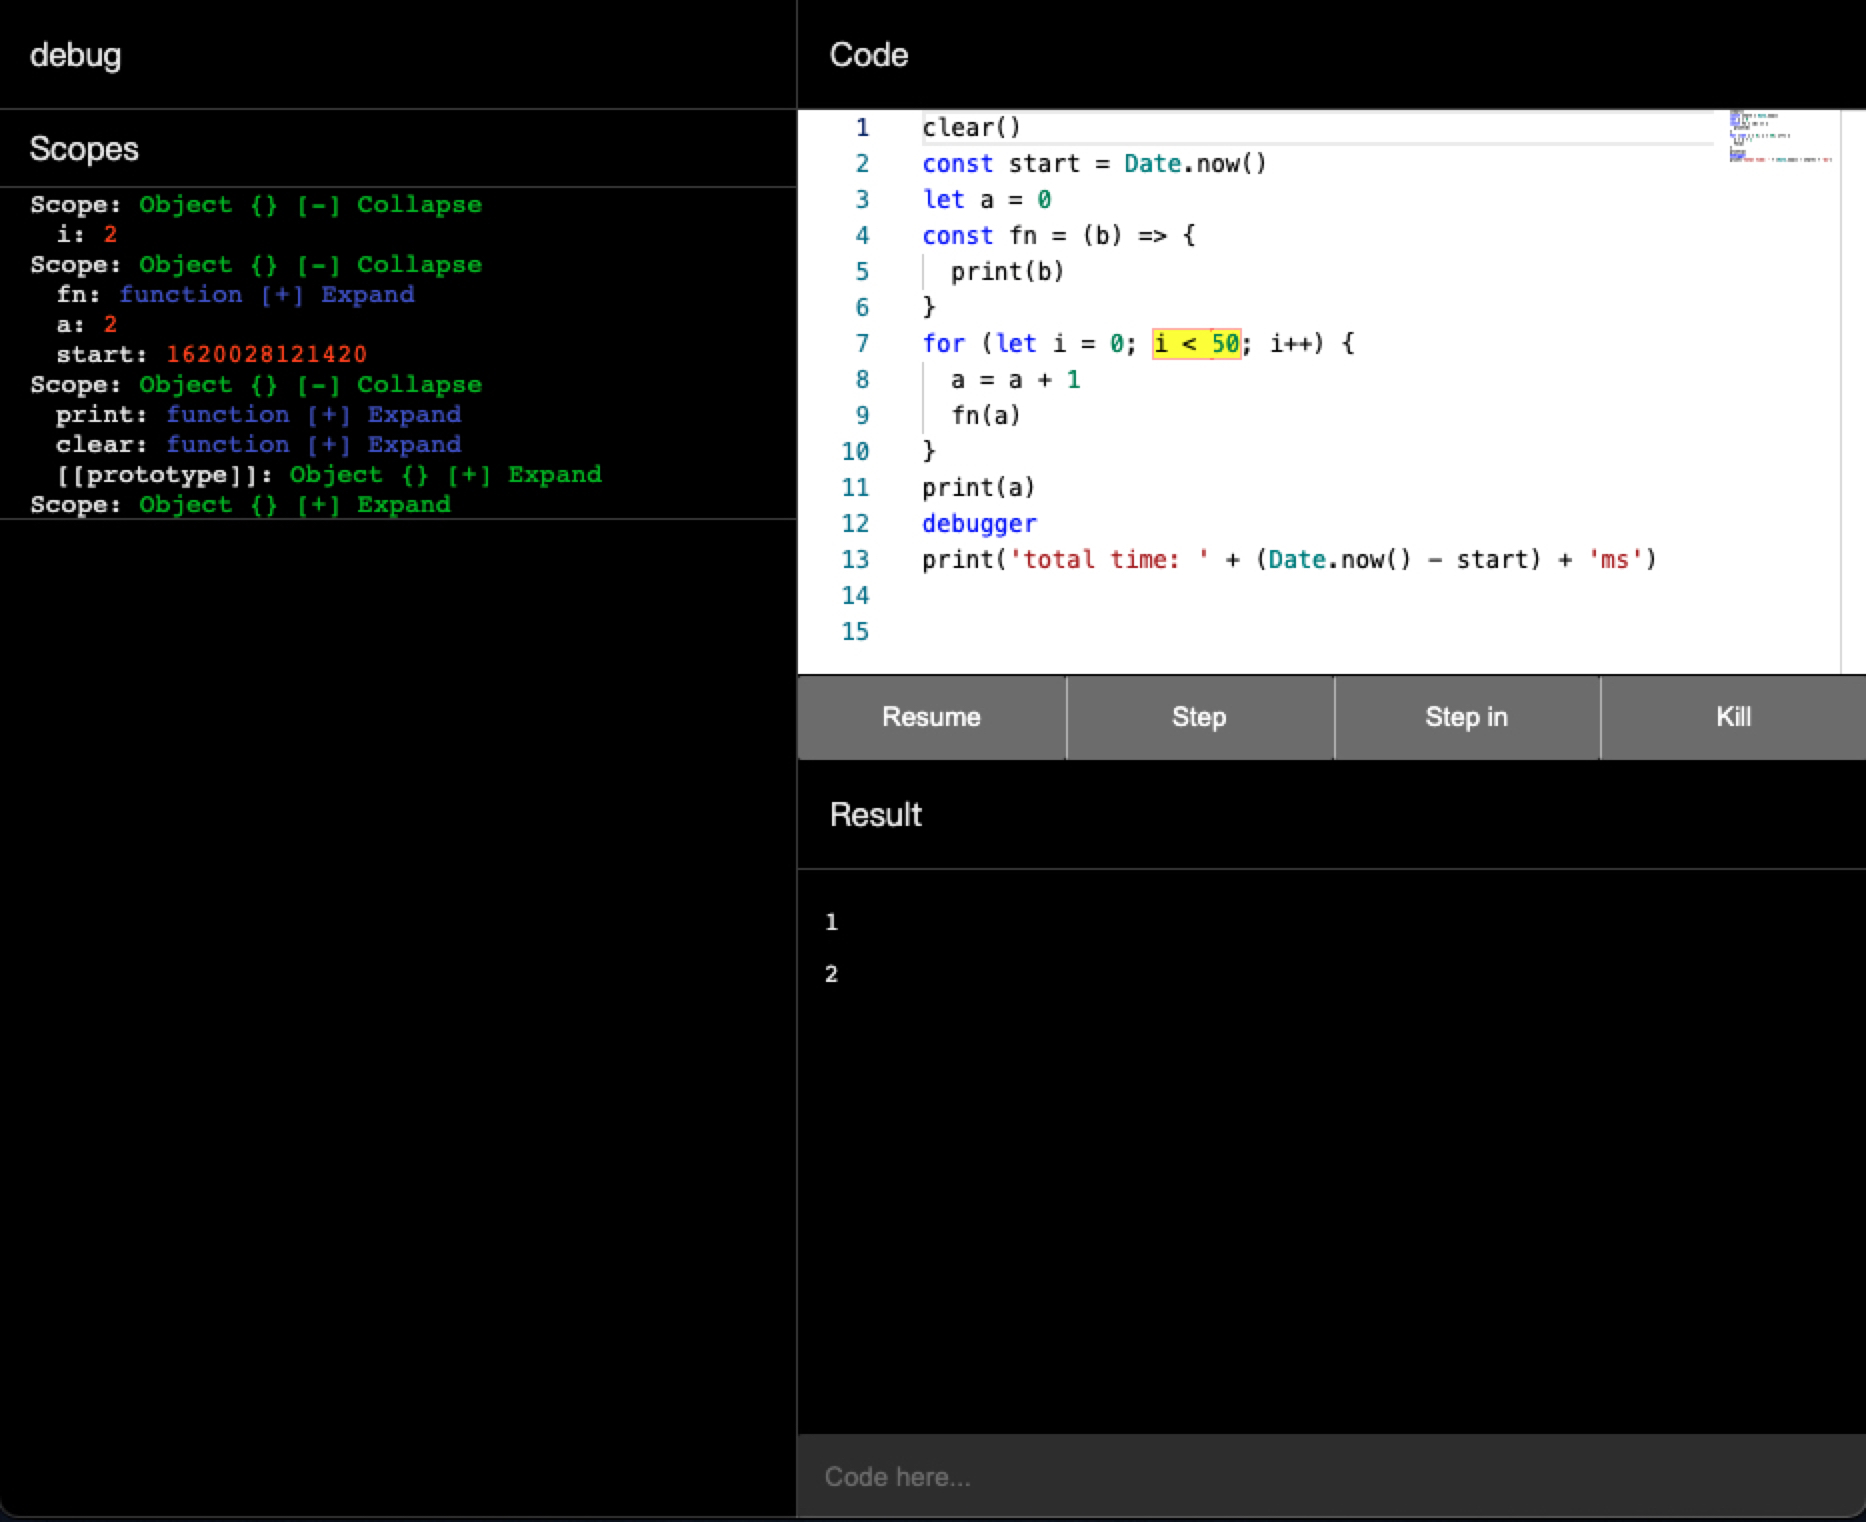 debug
Scopes
Scope: Object {} [-] Collapse
i: 2
Scope: Object {} [-] Collapse
fn: function [+] Expand
a: 2
start: 1620028121420
Scope: Object {} [-] Collapse
print: function [+] Expand
clear: function [+] Expand
[[prototype]]: Object {} [+] Expand
Scope: Object {} [+] Expand
Code
1 clear()
2 const start = Date.now()
3 let a = 0
4 const fn = (b) => {
5   print(b)
6 }
7 for (let i = 0; i < 50; i++) {
8   a = a + 1
9   fn(a)
10 }
11 print(a)
12 debugger
13 print('total time: ' + (Date.now() - start) + 'ms')
14
15
Resume Step Step in Kill
Result
1
2
Code here...